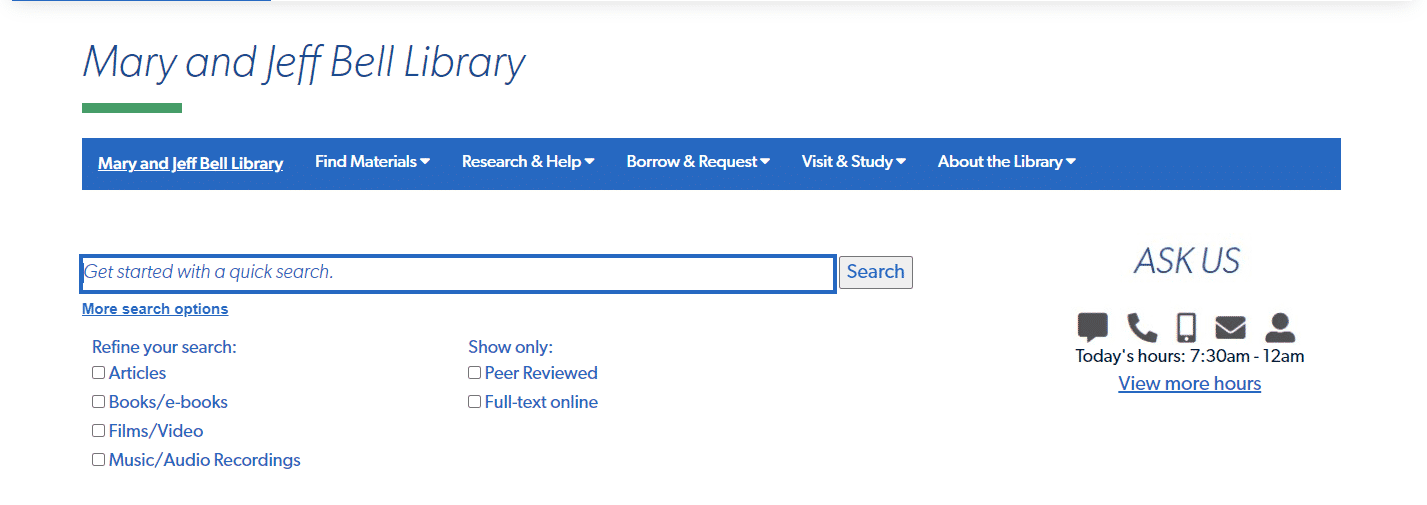 Mary and Jeff Bell Library
Mary and Jeff Bell Library Find Materials Research & Help Borrow & Request Visit & Study About the Library
Get started with a quick search. Search
More search options
Refine your search:
Articles
Books/e-books
Films/Video
Music/Audio Recordings
Show only:
Peer Reviewed
Full-text online
ASK US
Today's hours: 7:30am - 12am
View more hours